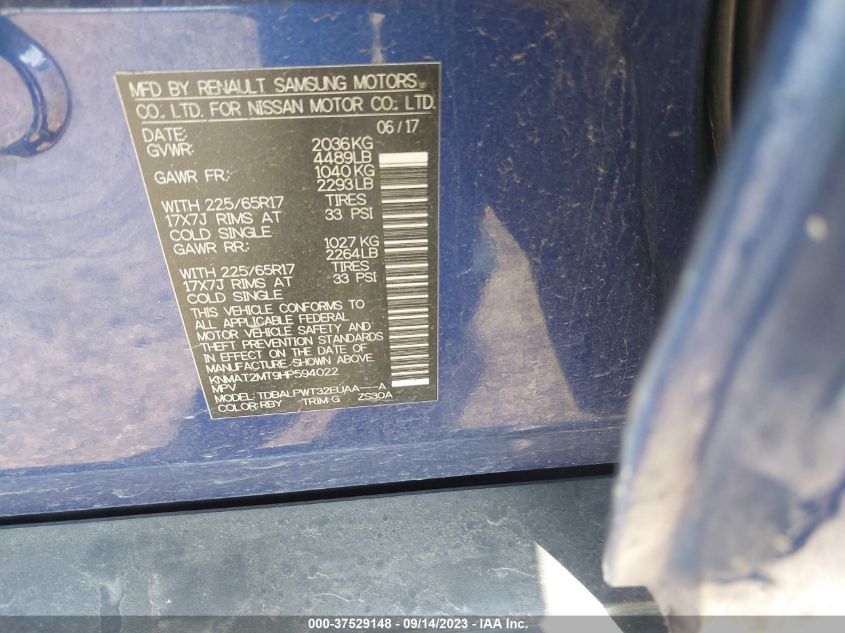 MFD BY RENAULT SAMSUNG MOTORS
CO., LTD. FOR NISSAN MOTOR CO., LTD.
DATE: 06/17
GVWR: 2036KG
4489LB
GAWR FR: 1040 KG
2293LB
WITH 225/65R17 TIRES
17X7J RIMS AT 33 PSI
COLD SINGLE
GAWR RR: 1027 KG
2264LB
WITH 225/65R17 TIRES
17X7J RIMS AT 33 PSI
COLD SINGLE
THIS VEHICLE CONFORMS TO
ALL APPLICABLE FEDERAL
MOTOR VEHICLE SAFETY AND
THEFT PREVENTION STANDARDS
IN EFFECT ON THE DATE OF
MANUFACTURE SHOWN ABOVE.
KNMAT2MT9HP594022
MPV
MODEL: TDBALPWT32EUAA---A
COLOR: RBY TRIM: G ZS30A
000-37529148 - 09/14/2023 - IAA Inc.